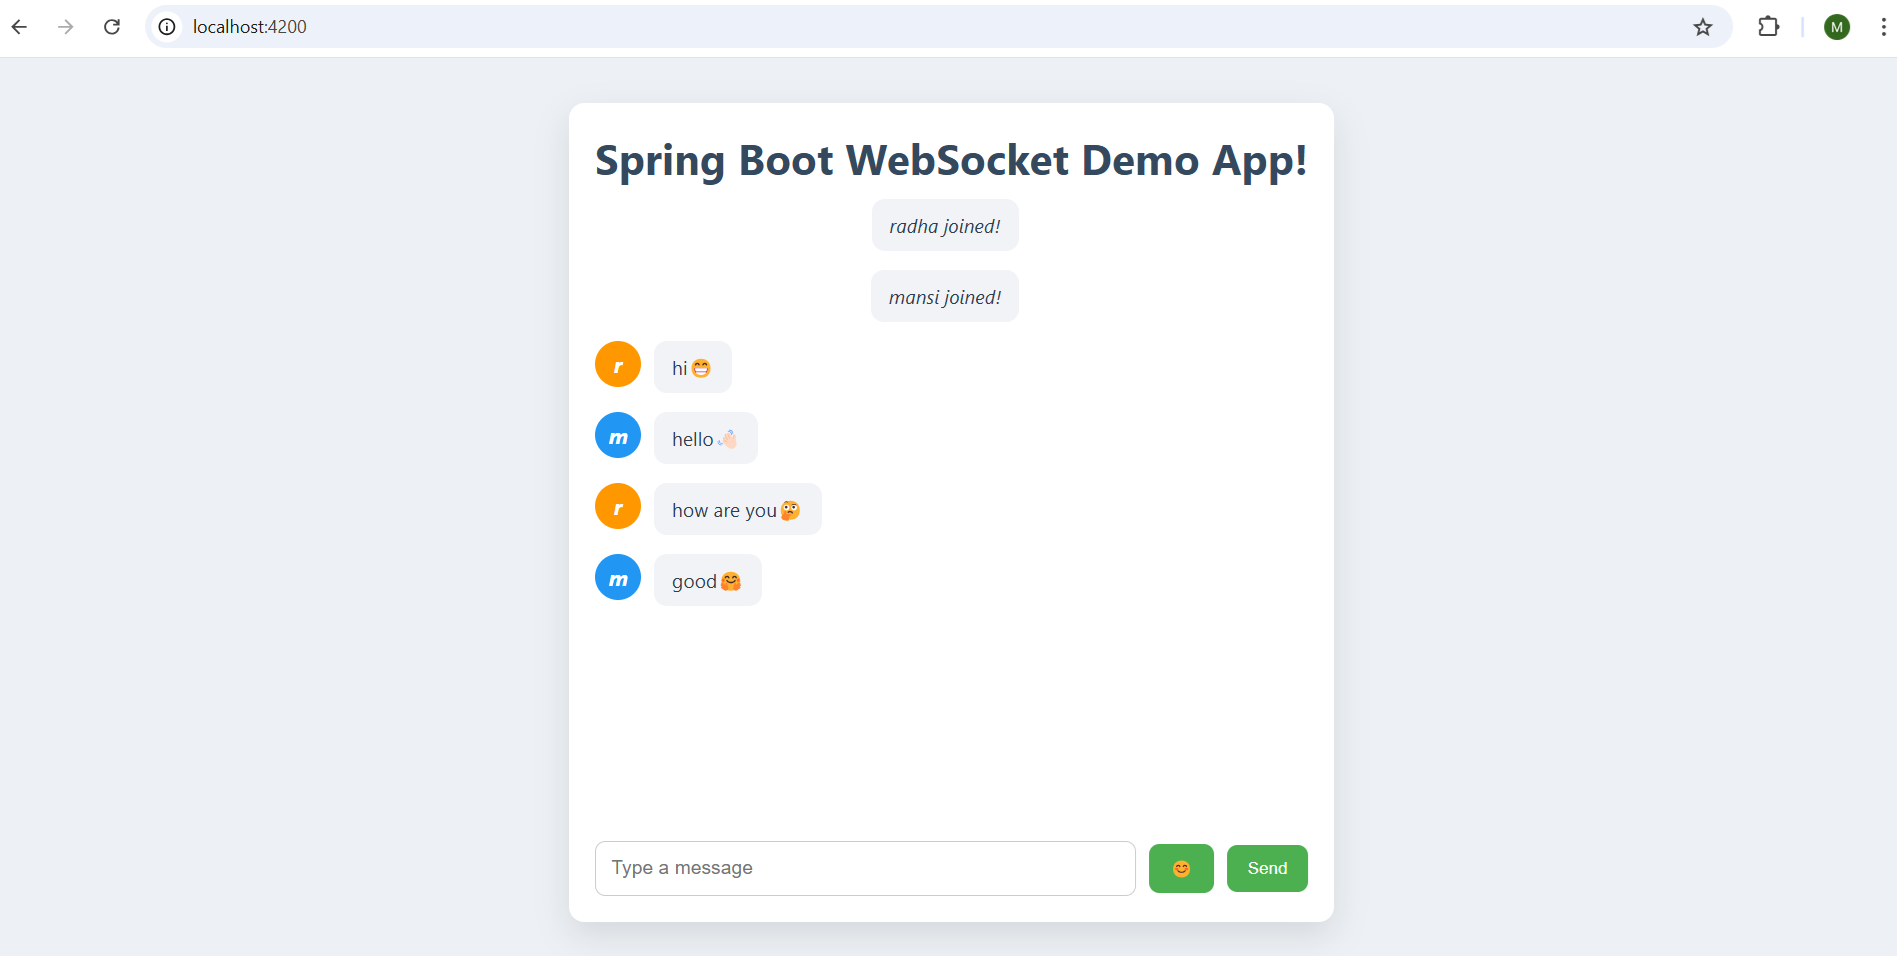 localhost:4200
M
Spring Boot WebSocket Demo App!
radha joined!
mansi joined!
r
hi😁
m
hello👋🏻
r
how are you🤔
m
good🤗
Type a message
😊
Send